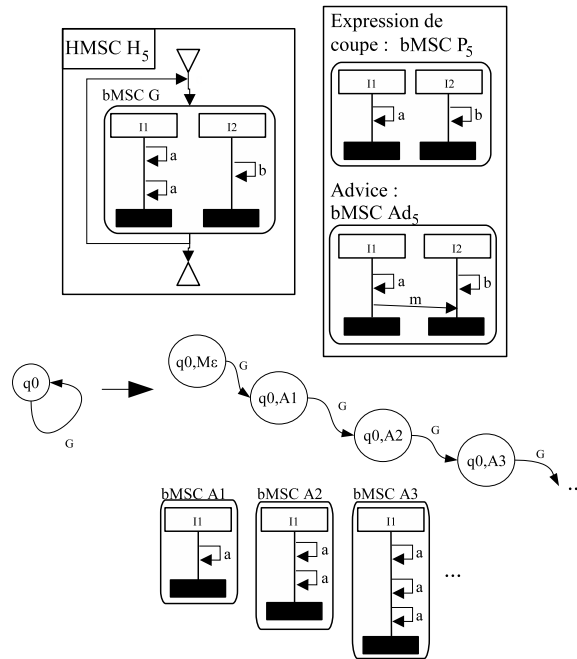 HMSC H5
bMSC G
I1 I2
a
a
b
Expression de
coupe : bMSC P5
I1 I2
a b
Advice :
bMSC Ad5
I1 I2
a b
m
q0
G
q0,Mε
G
q0,A1
G
q0,A2
G
q0,A3
G
...
bMSC A1
I1
a
bMSC A2
I1
a
a
bMSC A3
I1
a
a
a
...